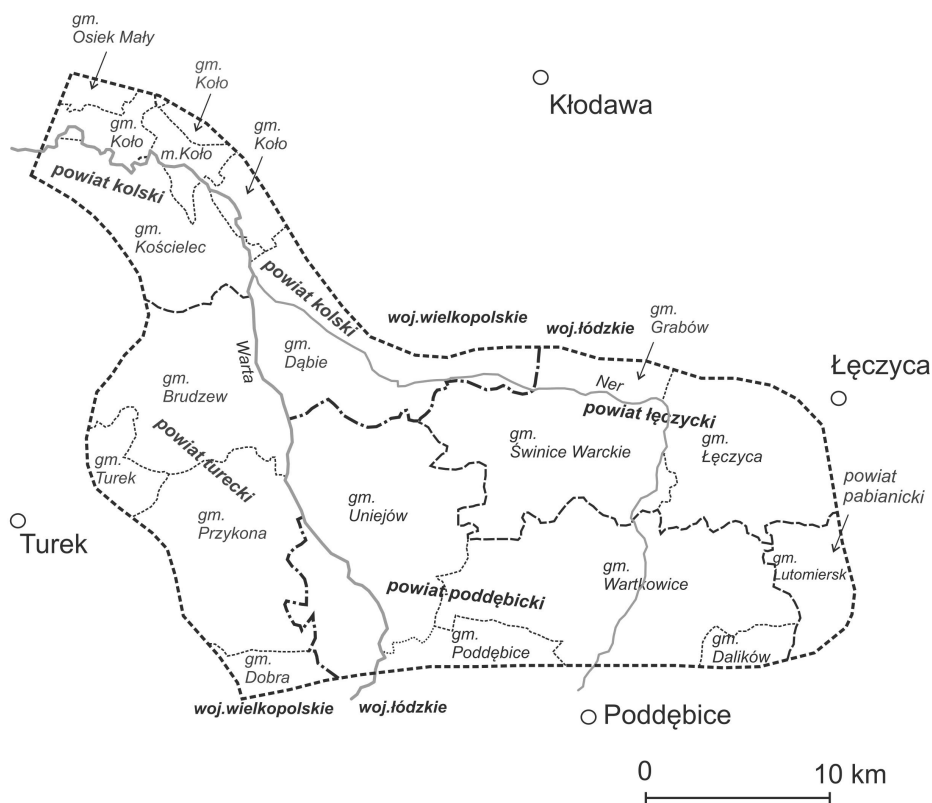 gm.
Osiek Mały
gm.
Koło
gm.
Koło
gm.
Koło
m.Koło
Kłodawa
powiat kolski
gm.
Kościelec
powiat kolski
woj.wielkopolskie
woj.łódzkie
gm.
Grabów
Warta
gm.
Dąbie
Ner
Łęczyca
gm.
Brudzew
powiat łęczycki
gm.
Świnice Warckie
gm.
Łęczyca
powiat turecki
gm.
Turek
powiat
pabianicki
gm.
Uniejów
gm.
Przykona
Turek
gm.
Lutomiersk
gm.
Wartkowice
powiat poddębicki
gm.
Poddębice
gm.
Dalików
gm.
Dobra
woj.wielkopolskie
woj.łódzkie
Poddębice
0
10 km